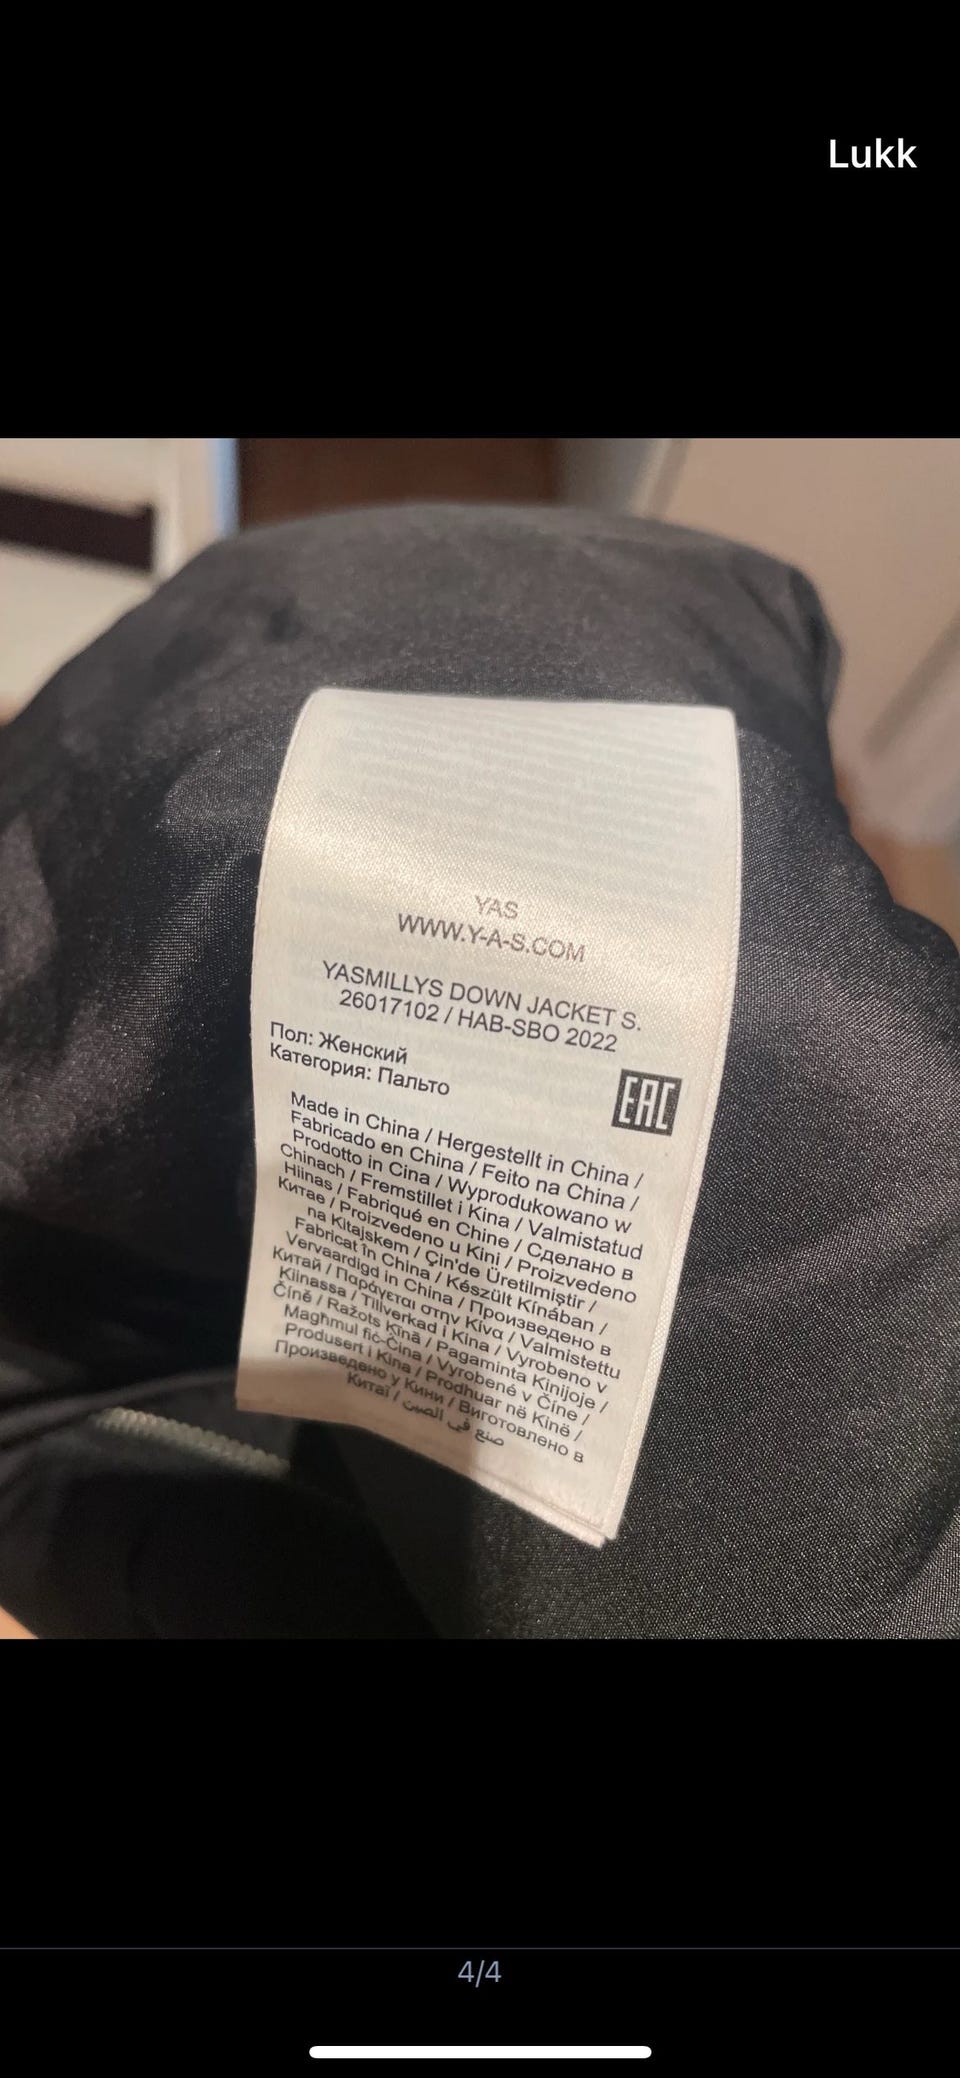 Lukk
YAS
WWW.Y-A-S.COM
YASMILLYS DOWN JACKET S.
26017102 / HAB-SBO 2022
Пол: Женский
Категория: Пальто
EAC
Made in China / Hergestellt in China /
Fabricado en China / Feito na China /
Prodotto in Cina / Wyprodukowano w
Chinach / Fremstillet i Kina / Valmistatud
Hiinas / Fabriqué en Chine / Сделано в
Китае / Proizvedeno u Kini / Proizvedeno
na Kitajskem / Çin'de Üretilmiştir /
Fabricat în China / Készült Kínában /
Vervaardigd in China / Произведено в
Китай / Παράγεται στην Κίνα / Valmistettu
Kiinassa / Tillverkad i Kina / Vyrobeno v
Číně / Ražots Ķīnā / Pagaminta Kinijoje /
Magħmul fiċ-Ċina / Vyrobené v Číne /
Produsert i Kina / Prodhuar në Kinë /
Произведено у Кини / Виготовлено в
Китаї / صنع في الصين
4/4